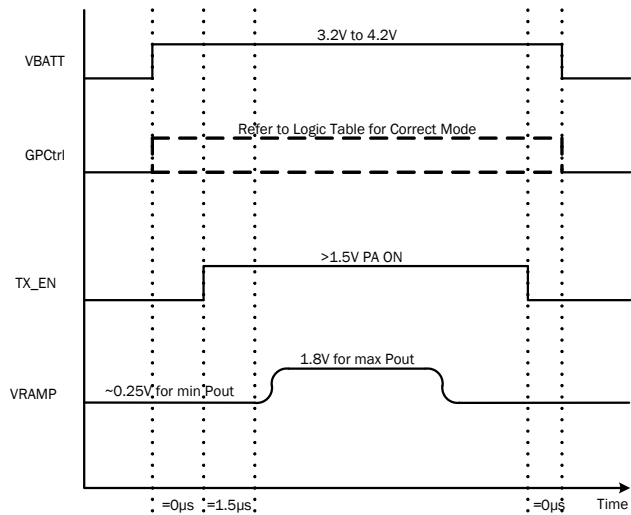 3.2V to 4.2V
VBATT
Refer to Logic Table for Correct Mode
GPCtrl
>1.5V PA ON
TX_EN
1.8V for max Pout
VRAMP
~0.25V for min Pout
=0µs =1.5µs =0µs Time